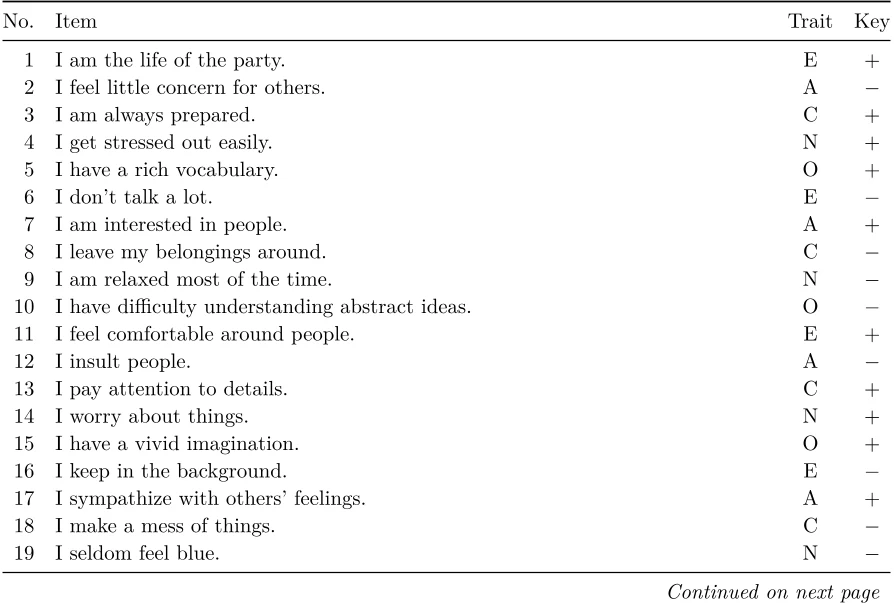 No. Item Trait Key
1 I am the life of the party. E +
2 I feel little concern for others. A −
3 I am always prepared. C +
4 I get stressed out easily. N +
5 I have a rich vocabulary. O +
6 I don't talk a lot. E −
7 I am interested in people. A +
8 I leave my belongings around. C −
9 I am relaxed most of the time. N −
10 I have difficulty understanding abstract ideas. O −
11 I feel comfortable around people. E +
12 I insult people. A −
13 I pay attention to details. C +
14 I worry about things. N +
15 I have a vivid imagination. O +
16 I keep in the background. E −
17 I sympathize with others' feelings. A +
18 I make a mess of things. C −
19 I seldom feel blue. N −
Continued on next page